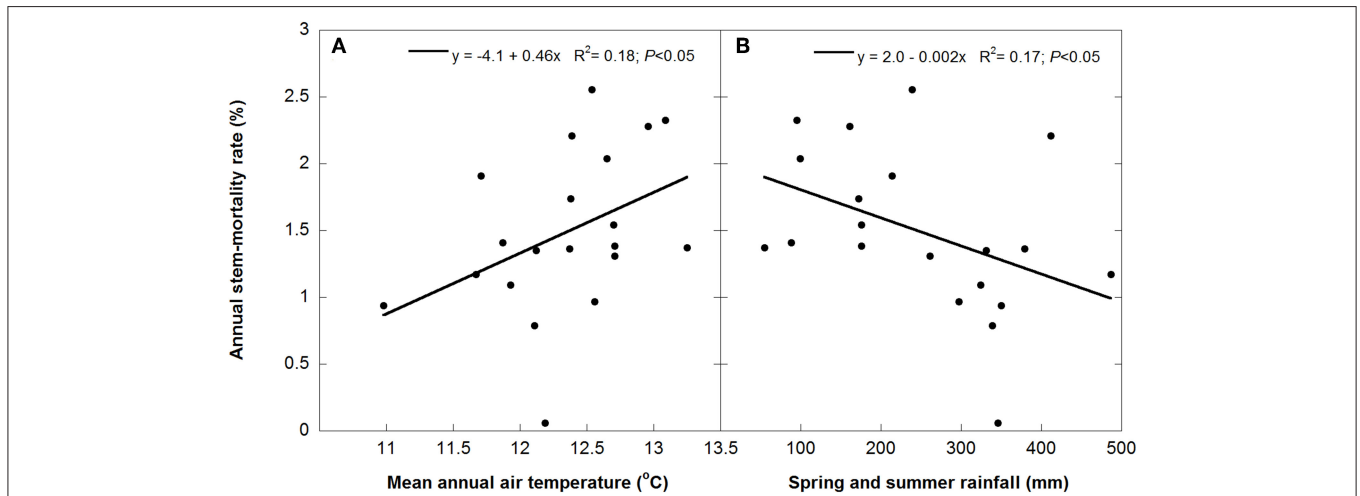 A
y = -4.1 + 0.46x R²= 0.18; P<0.05
B
y = 2.0 - 0.002x R²= 0.17; P<0.05
Annual stem-mortality rate (%)
3
2.5
2
1.5
1
0.5
0
11 11.5 12 12.5 13 13.5 100 200 300 400 500
Mean annual air temperature (°C) Spring and summer rainfall (mm)